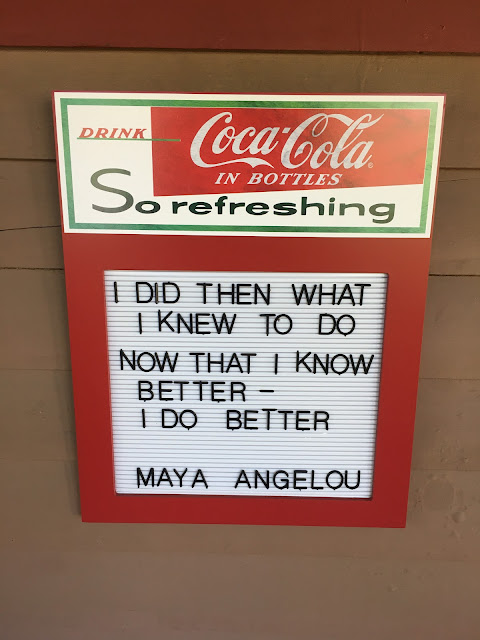 DRINK
Coca-Cola
IN BOTTLES
So refreshing
I DID THEN WHAT
I KNEW TO DO
NOW THAT I KNOW
BETTER –
I DO BETTER
MAYA ANGELOU